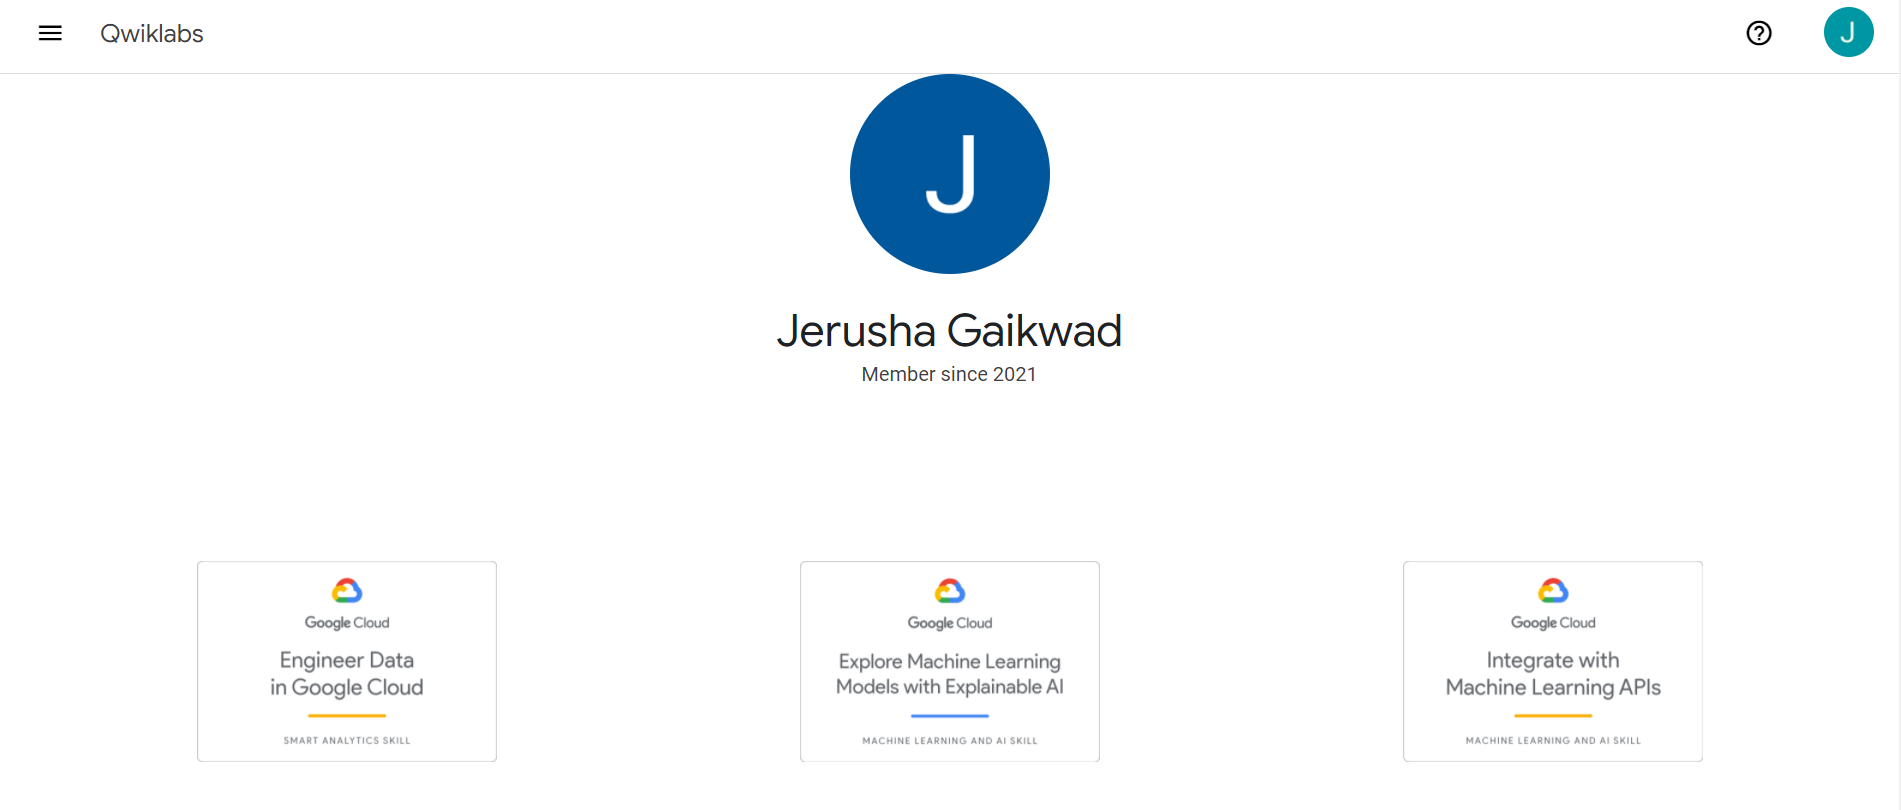 Qwiklabs
J
J
Jerusha Gaikwad
Member since 2021
Google Cloud
Engineer Data
in Google Cloud
SMART ANALYTICS SKILL
Google Cloud
Explore Machine Learning
Models with Explainable AI
MACHINE LEARNING AND AI SKILL
Google Cloud
Integrate with
Machine Learning APIs
MACHINE LEARNING AND AI SKILL